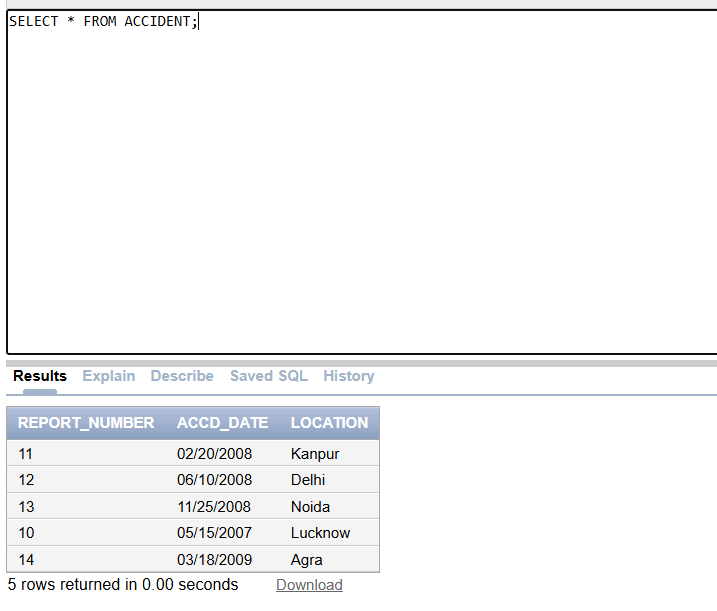 SELECT * FROM ACCIDENT;
Results Explain Describe Saved SQL History
REPORT_NUMBER ACCD_DATE LOCATION
11 02/20/2008 Kanpur
12 06/10/2008 Delhi
13 11/25/2008 Noida
10 05/15/2007 Lucknow
14 03/18/2009 Agra
5 rows returned in 0.00 seconds Download